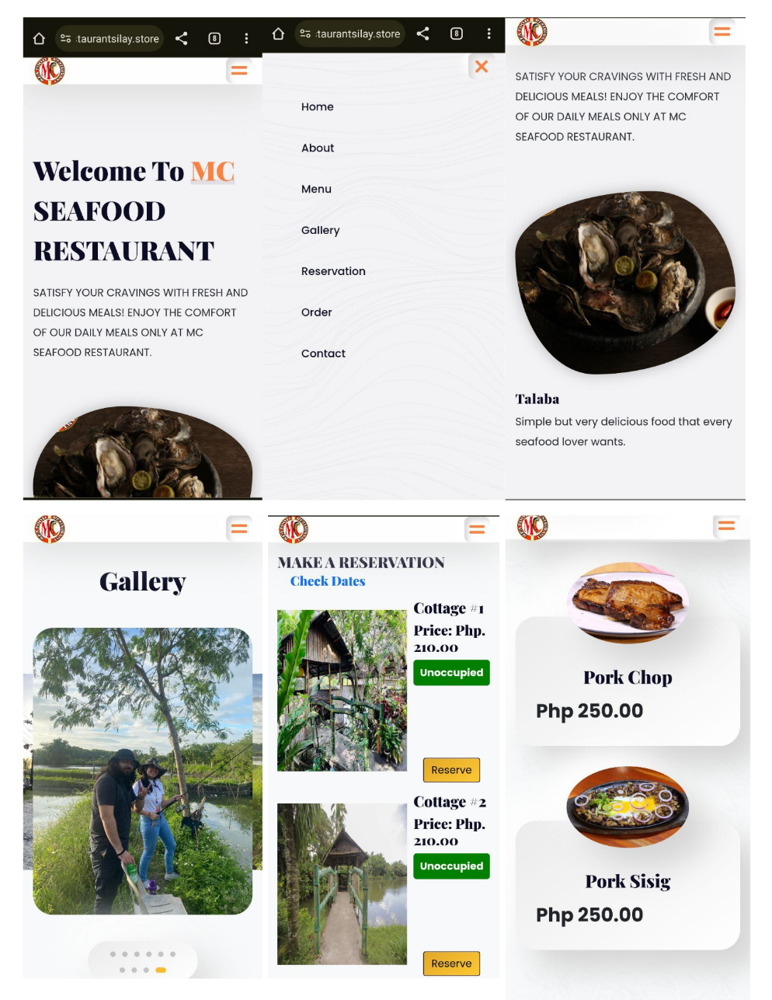 :taurantsilay.store
8
MC
Welcome To MC
SEAFOOD
RESTAURANT
SATISFY YOUR CRAVINGS WITH FRESH AND
DELICIOUS MEALS! ENJOY THE COMFORT
OF OUR DAILY MEALS ONLY AT MC
SEAFOOD RESTAURANT.
:taurantsilay.store
8
Home
About
Menu
Gallery
Reservation
Order
Contact
MC
SATISFY YOUR CRAVINGS WITH FRESH AND
DELICIOUS MEALS! ENJOY THE COMFORT
OF OUR DAILY MEALS ONLY AT MC
SEAFOOD RESTAURANT.
Talaba
Simple but very delicious food that every
seafood lover wants.
MC
Gallery
MC
MAKE A RESERVATION
Check Dates
Cottage #1
Price: Php.
210.00
Unoccupied
Reserve
Cottage #2
Price: Php.
210.00
Unoccupied
Reserve
MC
Pork Chop
Php 250.00
Pork Sisig
Php 250.00